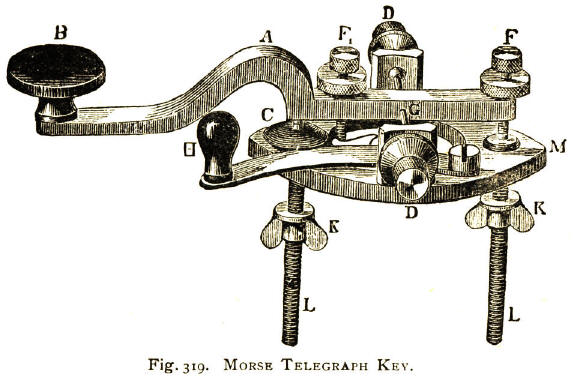 D
B A E F
G
C
H M
D K
K
L L
Fig. 319. MORSE TELEGRAPH KEY.